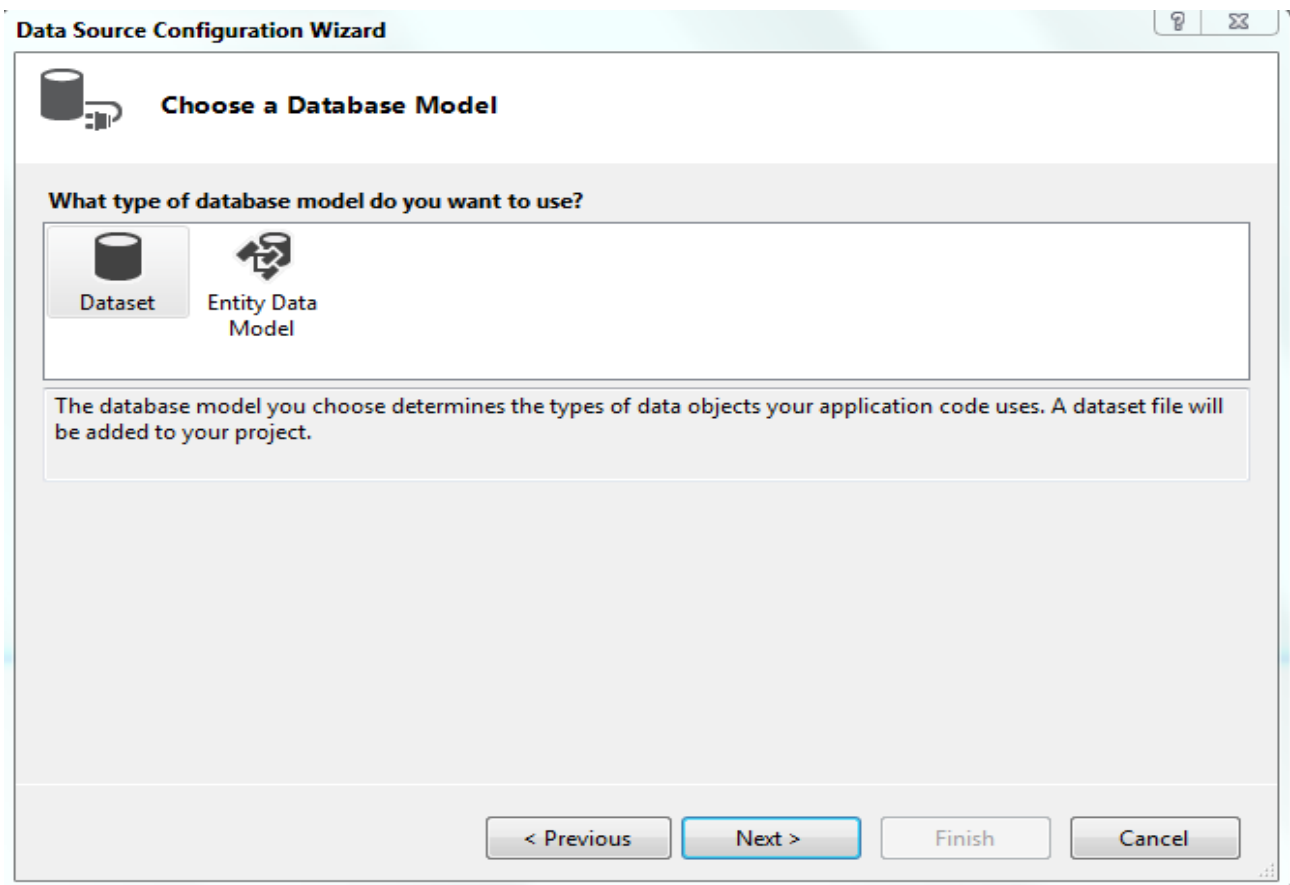 Data Source Configuration Wizard
Choose a Database Model
What type of database model do you want to use?
Dataset
Entity Data
Model
The database model you choose determines the types of data objects your application code uses. A dataset file will
be added to your project.
< Previous
Next >
Finish
Cancel